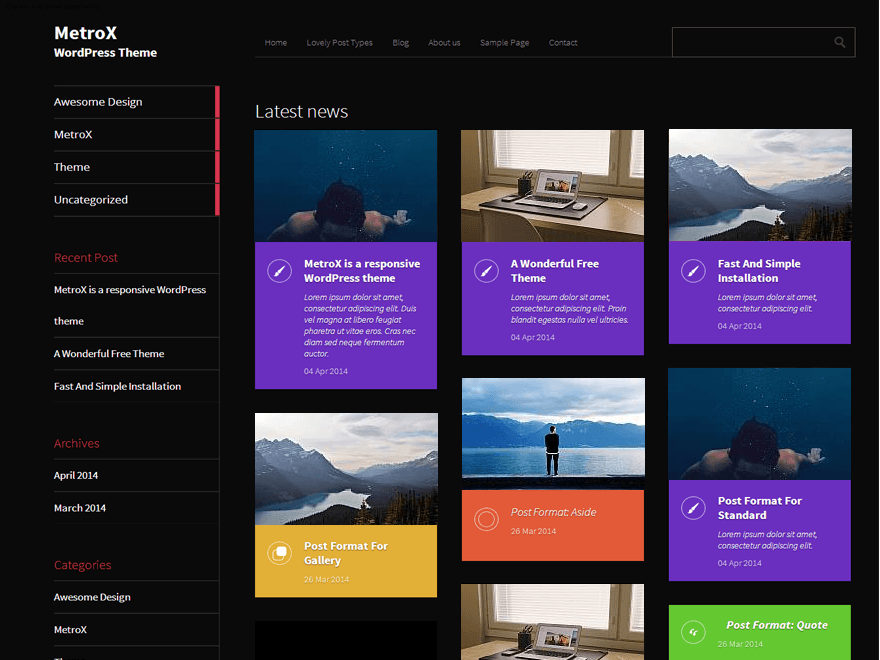 MetroX
WordPress Theme
Home
Lovely Post Types
Blog
About us
Sample Page
Contact
Awesome Design
MetroX
Theme
Uncategorized
Recent Post
MetroX is a responsive WordPress
theme
A Wonderful Free Theme
Fast And Simple Installation
Archives
April 2014
March 2014
Categories
Awesome Design
MetroX
Latest news
MetroX is a responsive
WordPress theme
Lorem ipsum dolor sit amet,
consectetur adipiscing elit. Duis
vel magna at libero feugiat
pharetra ut vitae eros. Cras nec
diam sed neque fermentum
auctor.
04 Apr 2014
A Wonderful Free
Theme
Lorem ipsum dolor sit amet,
consectetur adipiscing elit. Proin
blandit egestas nulla vel ultricies.
04 Apr 2014
Fast And Simple
Installation
Lorem ipsum dolor sit amet,
consectetur adipiscing elit.
04 Apr 2014
Post Format For
Gallery
26 Mar 2014
Post Format: Aside
26 Mar 2014
Post Format For
Standard
Lorem ipsum dolor sit amet,
consectetur adipiscing elit.
04 Apr 2014
Post Format: Quote
26 Mar 2014